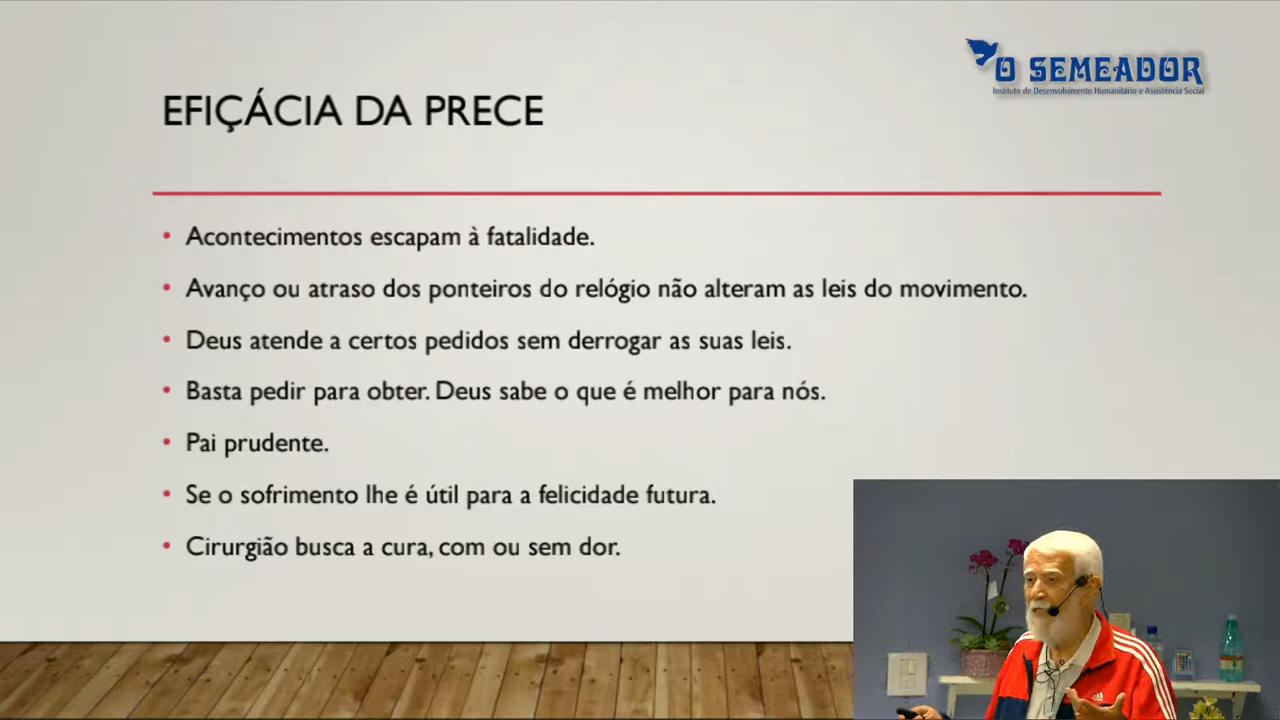 O SEMEADOR
Instituto de Desenvolvimento Humanitário e Assistência Social
EFIÇÁCIA DA PRECE
• Acontecimentos escapam à fatalidade.
• Avanço ou atraso dos ponteiros do relógio não alteram as leis do movimento.
• Deus atende a certos pedidos sem derrogar as suas leis.
• Basta pedir para obter. Deus sabe o que é melhor para nós.
• Pai prudente.
• Se o sofrimento lhe é útil para a felicidade futura.
• Cirurgião busca a cura, com ou sem dor.
adidas